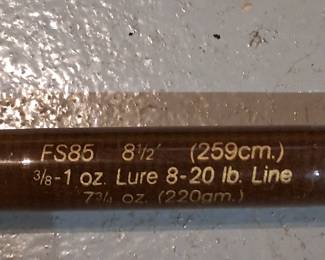 FS85 8½' (259cm.)
3/8-1 oz. Lure 8-20 lb. Line
7¾ oz. (220gm.)